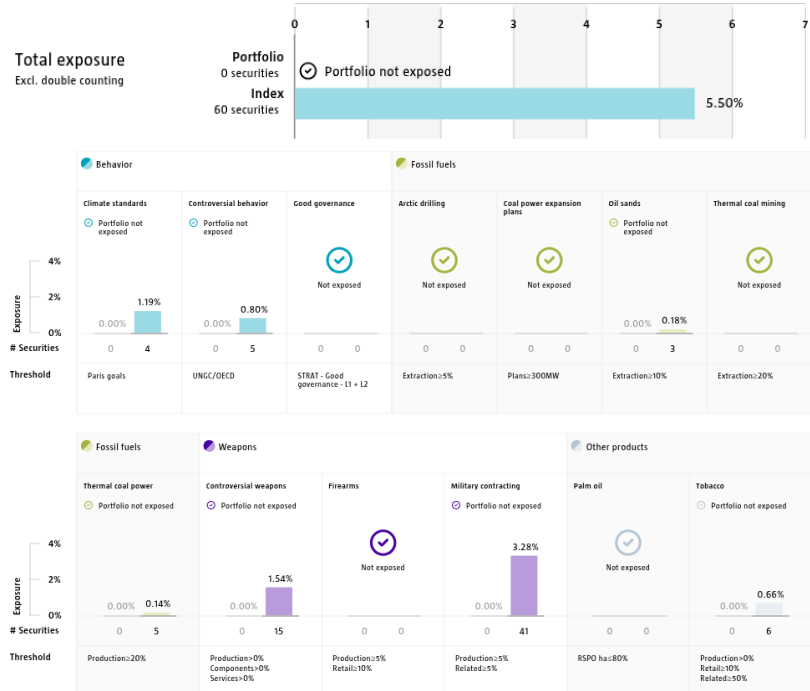 0 1 2 3 4 5 6 7
Total exposure
Excl. double counting
Portfolio
0 securities
Portfolio not exposed
Index
60 securities
5.50%
Behavior
Fossil fuels
Climate standards
Controversial behavior
Good governance
Arctic drilling
Coal power expansion
plans
Oil sands
Thermal coal mining
Portfolio not
exposed
Portfolio not
exposed
Portfolio not
exposed
Not exposed
Not exposed
Not exposed
Not exposed
Exposure
4%
2%
0%
0.00% 1.19%
0.00% 0.80%
0.00% 0.18%
# Securities 0 4 0 5 0 0 0 0 0 0 0 3 0 0
Threshold
Paris goals
UNGC/OECD
STRAT - Good
governance - L1 + L2
Extraction≥5%
Plans≥300MW
Extraction≥10%
Extraction≥20%
Fossil fuels
Weapons
Other products
Thermal coal power
Controversial weapons
Firearms
Military contracting
Palm oil
Tobacco
Portfolio not exposed
Portfolio not exposed
Portfolio not exposed
Portfolio not exposed
Not exposed
Not exposed
Exposure
4%
2%
0%
0.00% 0.14%
0.00% 1.54%
0.00% 3.28%
0.00% 0.66%
# Securities 0 5 0 15 0 0 0 41 0 0 0 6
Threshold
Production≥20%
Production>0%
Components>0%
Services>0%
Production≥5%
Retail≥10%
Production≥5%
Related≥5%
RSPO ha≤80%
Production>0%
Retail≥10%
Related≥50%